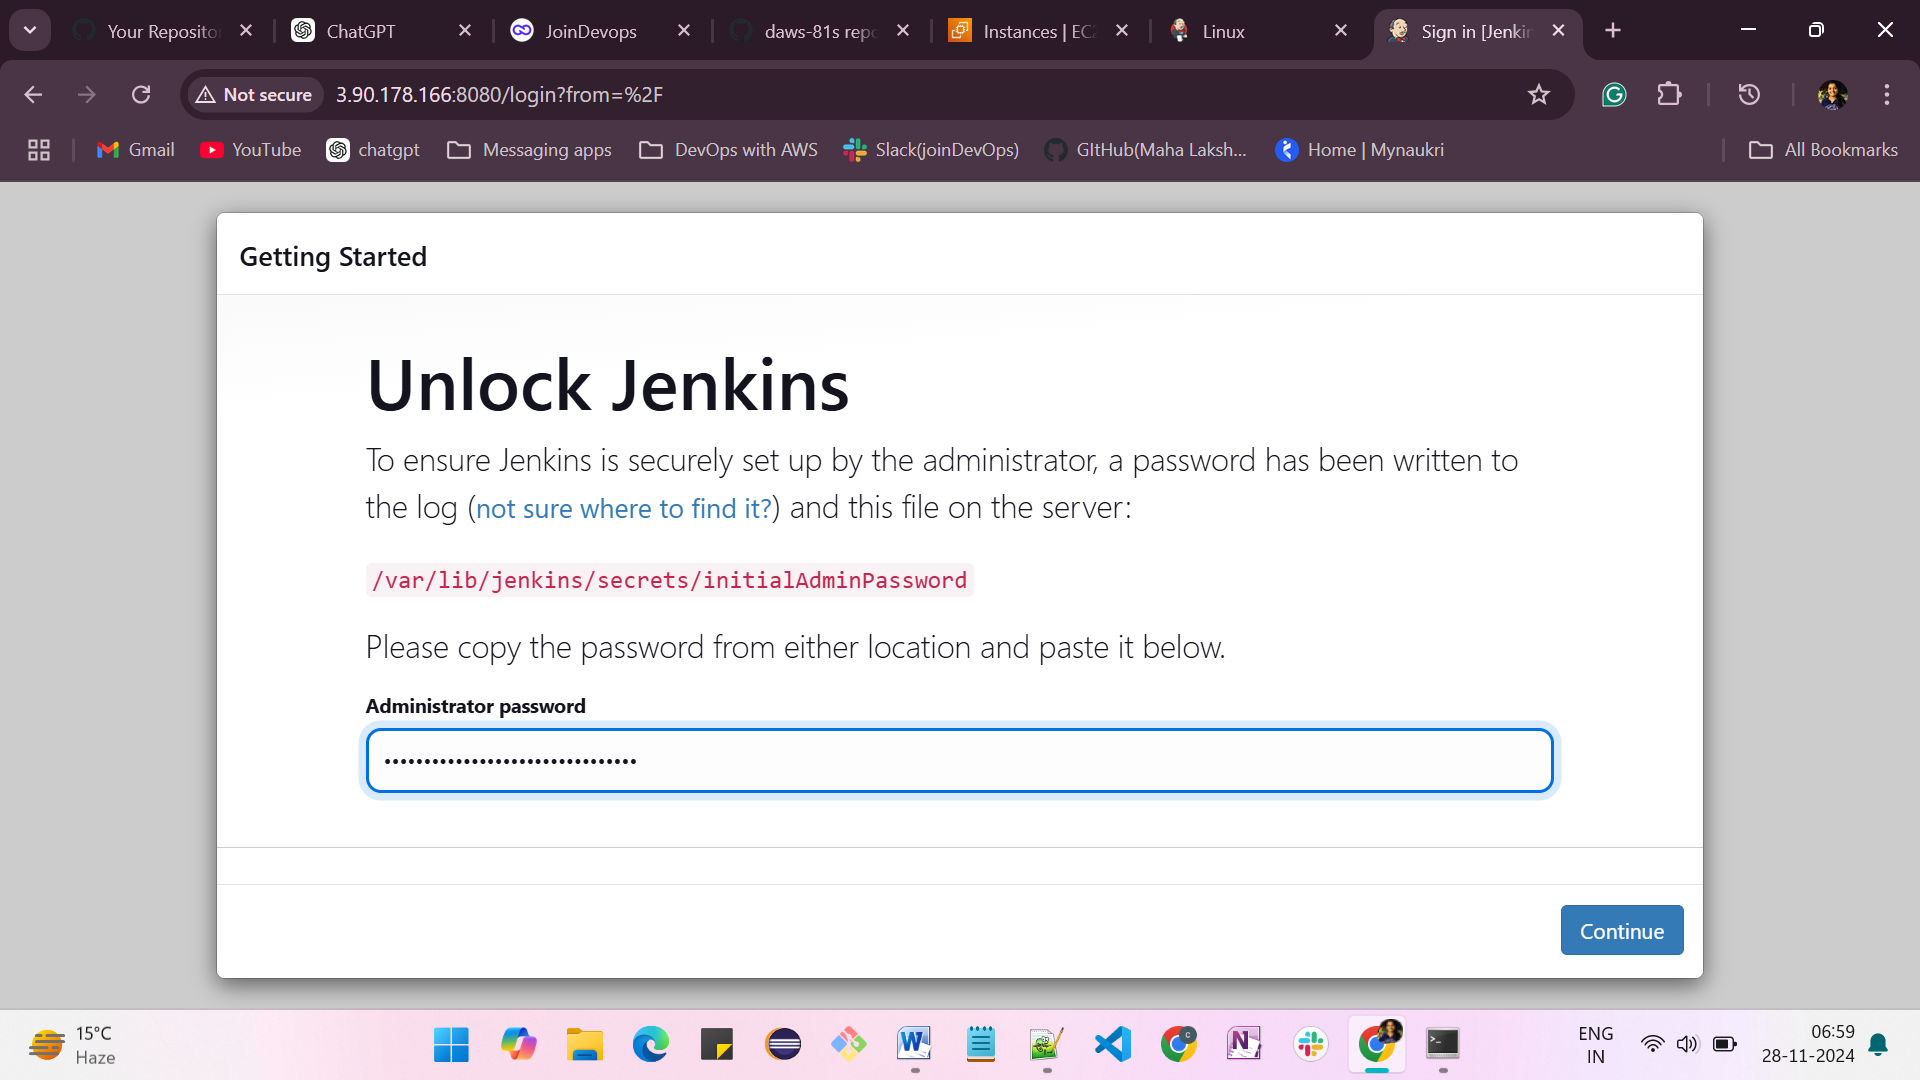 Your Reposito
ChatGPT
JoinDevops
daws-81s repo
Instances | EC2
Linux
Sign in [Jenkin
Not secure
3.90.178.166:8080/login?from=%2F
Gmail
YouTube
chatgpt
Messaging apps
DevOps with AWS
Slack(joinDevOps)
GItHub(Maha Laksh...
Home | Mynaukri
All Bookmarks
Getting Started
Unlock Jenkins
To ensure Jenkins is securely set up by the administrator, a password has been written to
the log (not sure where to find it?) and this file on the server:
/var/lib/jenkins/secrets/initialAdminPassword
Please copy the password from either location and paste it below.
Administrator password
••••••••••••••••••••••••••••••••
Continue
15°C
Haze
ENG
IN
06:59
28-11-2024